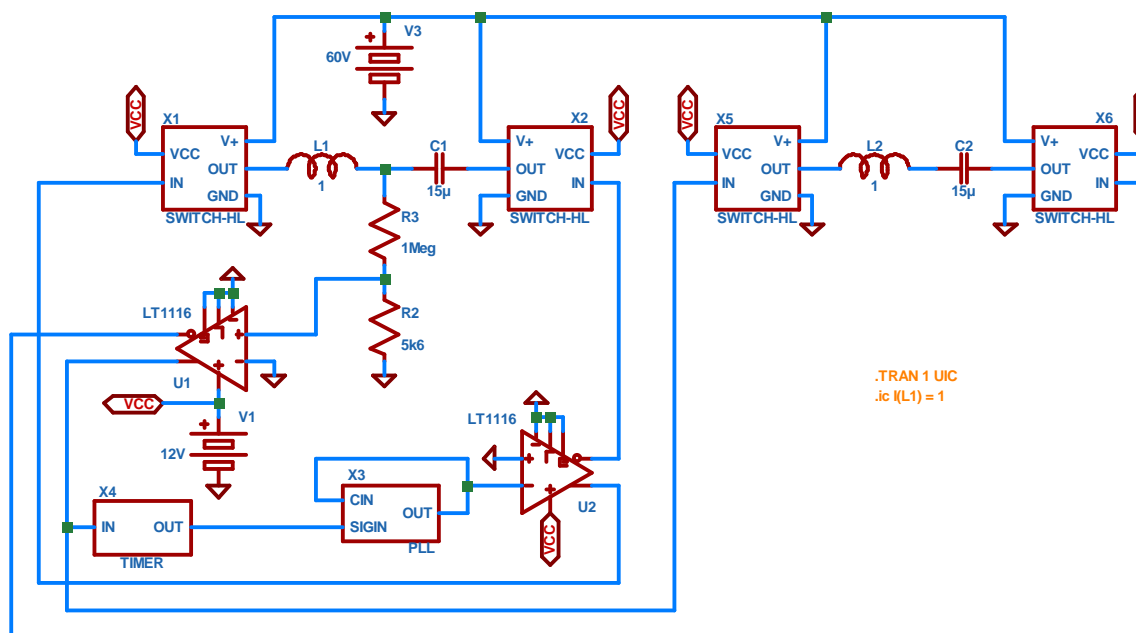 V3
60V
VCC
X1
V+
VCC
OUT
IN
GND
SWITCH-HL
L1
1
C1
15µ
X2
V+
VCC
OUT
IN
GND
SWITCH-HL
VCC
VCC
X5
V+
VCC
OUT
IN
GND
SWITCH-HL
L2
1
C2
15µ
X6
V+
VCC
OUT
IN
GND
SWITCH-HL
VCC
R3
1Meg
R2
5k6
LT1116
+
-
+
U1
VCC
V1
12V
LT1116
+
-
+
U2
VCC
X4
IN
OUT
TIMER
X3
CIN
SIGIN
OUT
PLL
.TRAN 1 UIC
.ic I(L1) = 1